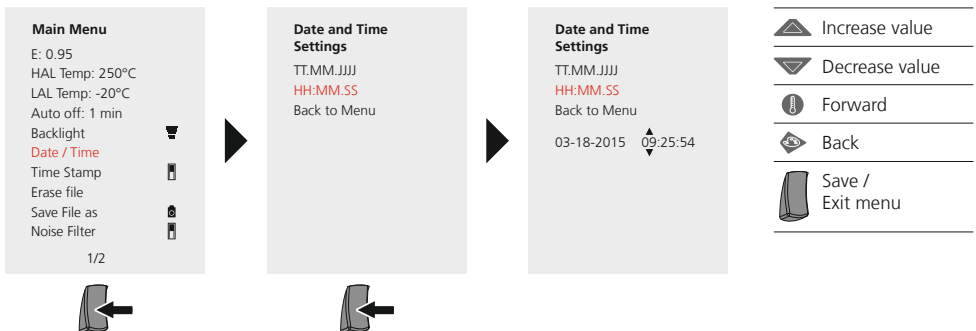 Main Menu
E: 0.95
HAL Temp: 250°C
LAL Temp: -20°C
Auto off: 1 min
Backlight
Date / Time
Time Stamp
Erase file
Save File as
Noise Filter
1/2
Date and Time
Settings
TT.MM.JJJJ
HH:MM.SS
Back to Menu
Date and Time
Settings
TT.MM.JJJJ
HH:MM.SS
Back to Menu
03-18-2015 09:25:54
Increase value
Decrease value
Forward
Back
Save /
Exit menu